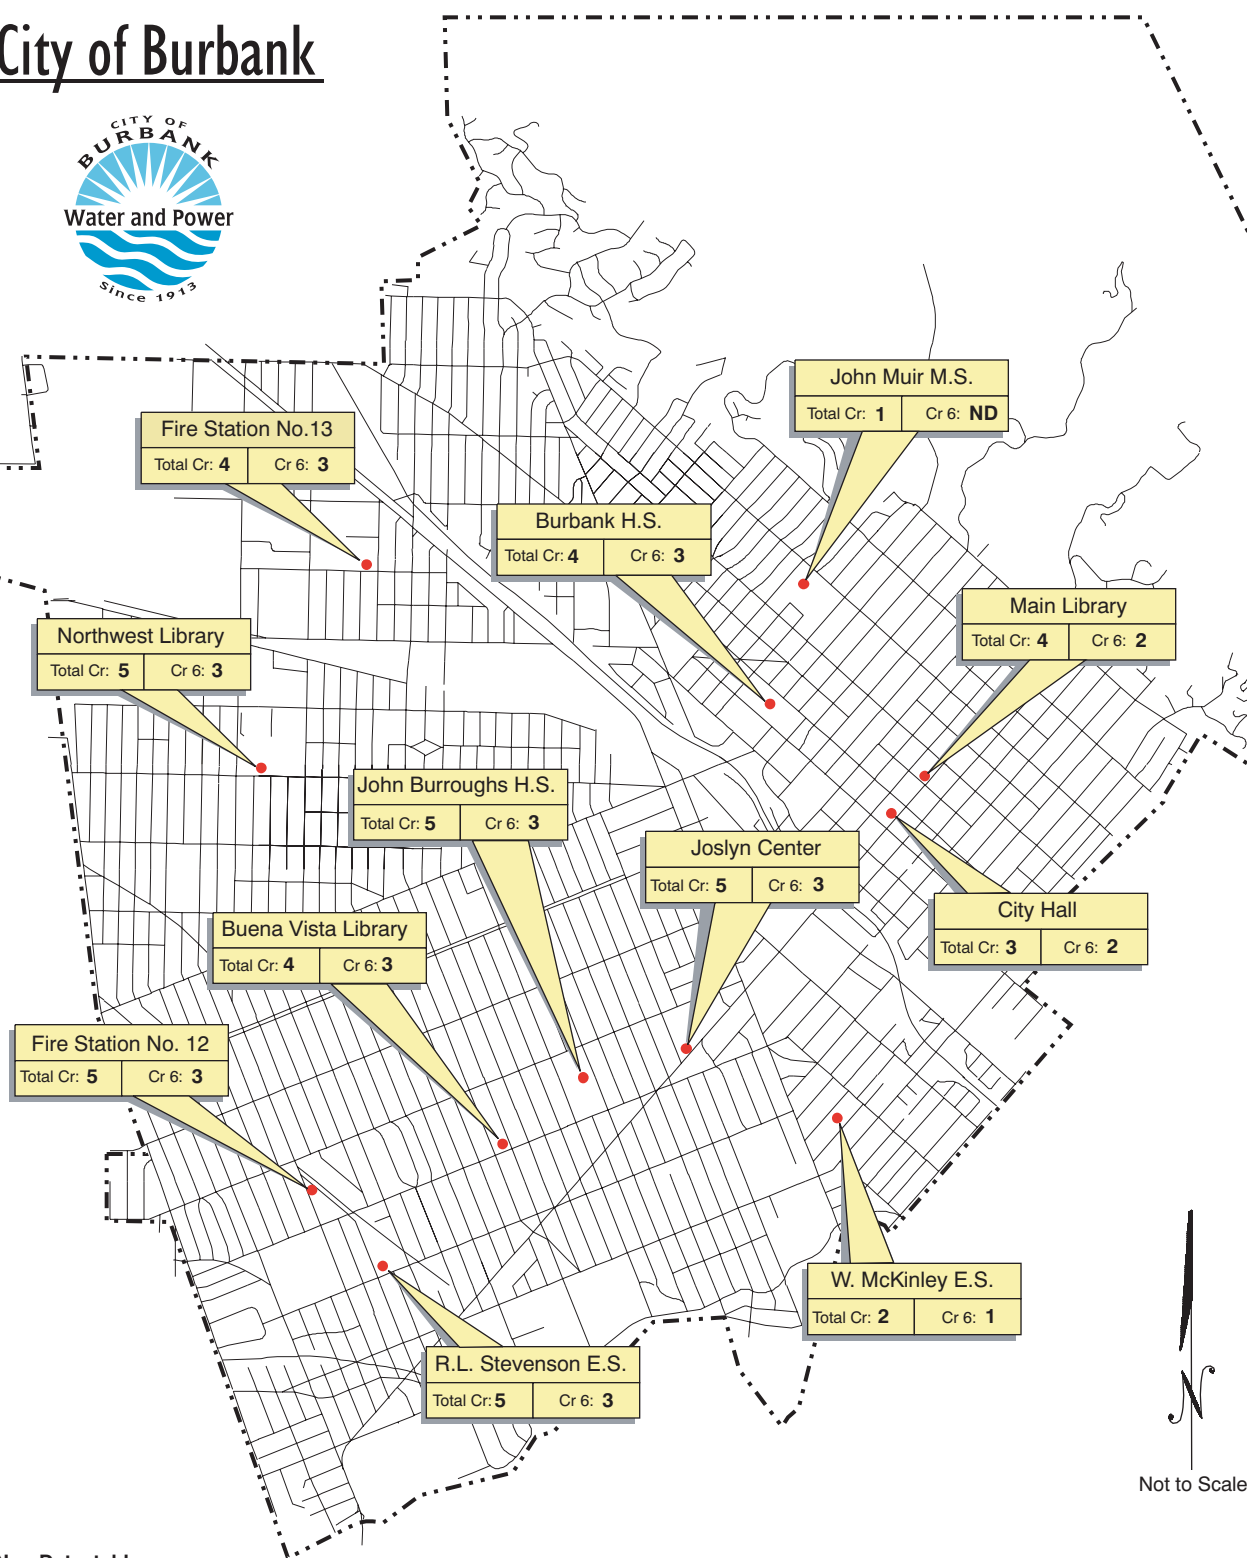 City of Burbank
CITY OF
BURBANK
Water and Power
since 1913
John Muir M.S.
Total Cr: 1 Cr 6: ND
Fire Station No.13
Total Cr: 4 Cr 6: 3
Burbank H.S.
Total Cr: 4 Cr 6: 3
Main Library
Total Cr: 4 Cr 6: 2
Northwest Library
Total Cr: 5 Cr 6: 3
John Burroughs H.S.
Total Cr: 5 Cr 6: 3
Joslyn Center
Total Cr: 5 Cr 6: 3
City Hall
Total Cr: 3 Cr 6: 2
Buena Vista Library
Total Cr: 4 Cr 6: 3
Fire Station No. 12
Total Cr: 5 Cr 6: 3
W. McKinley E.S.
Total Cr: 2 Cr 6: 1
R.L. Stevenson E.S.
Total Cr: 5 Cr 6: 3
N
Not to Scale